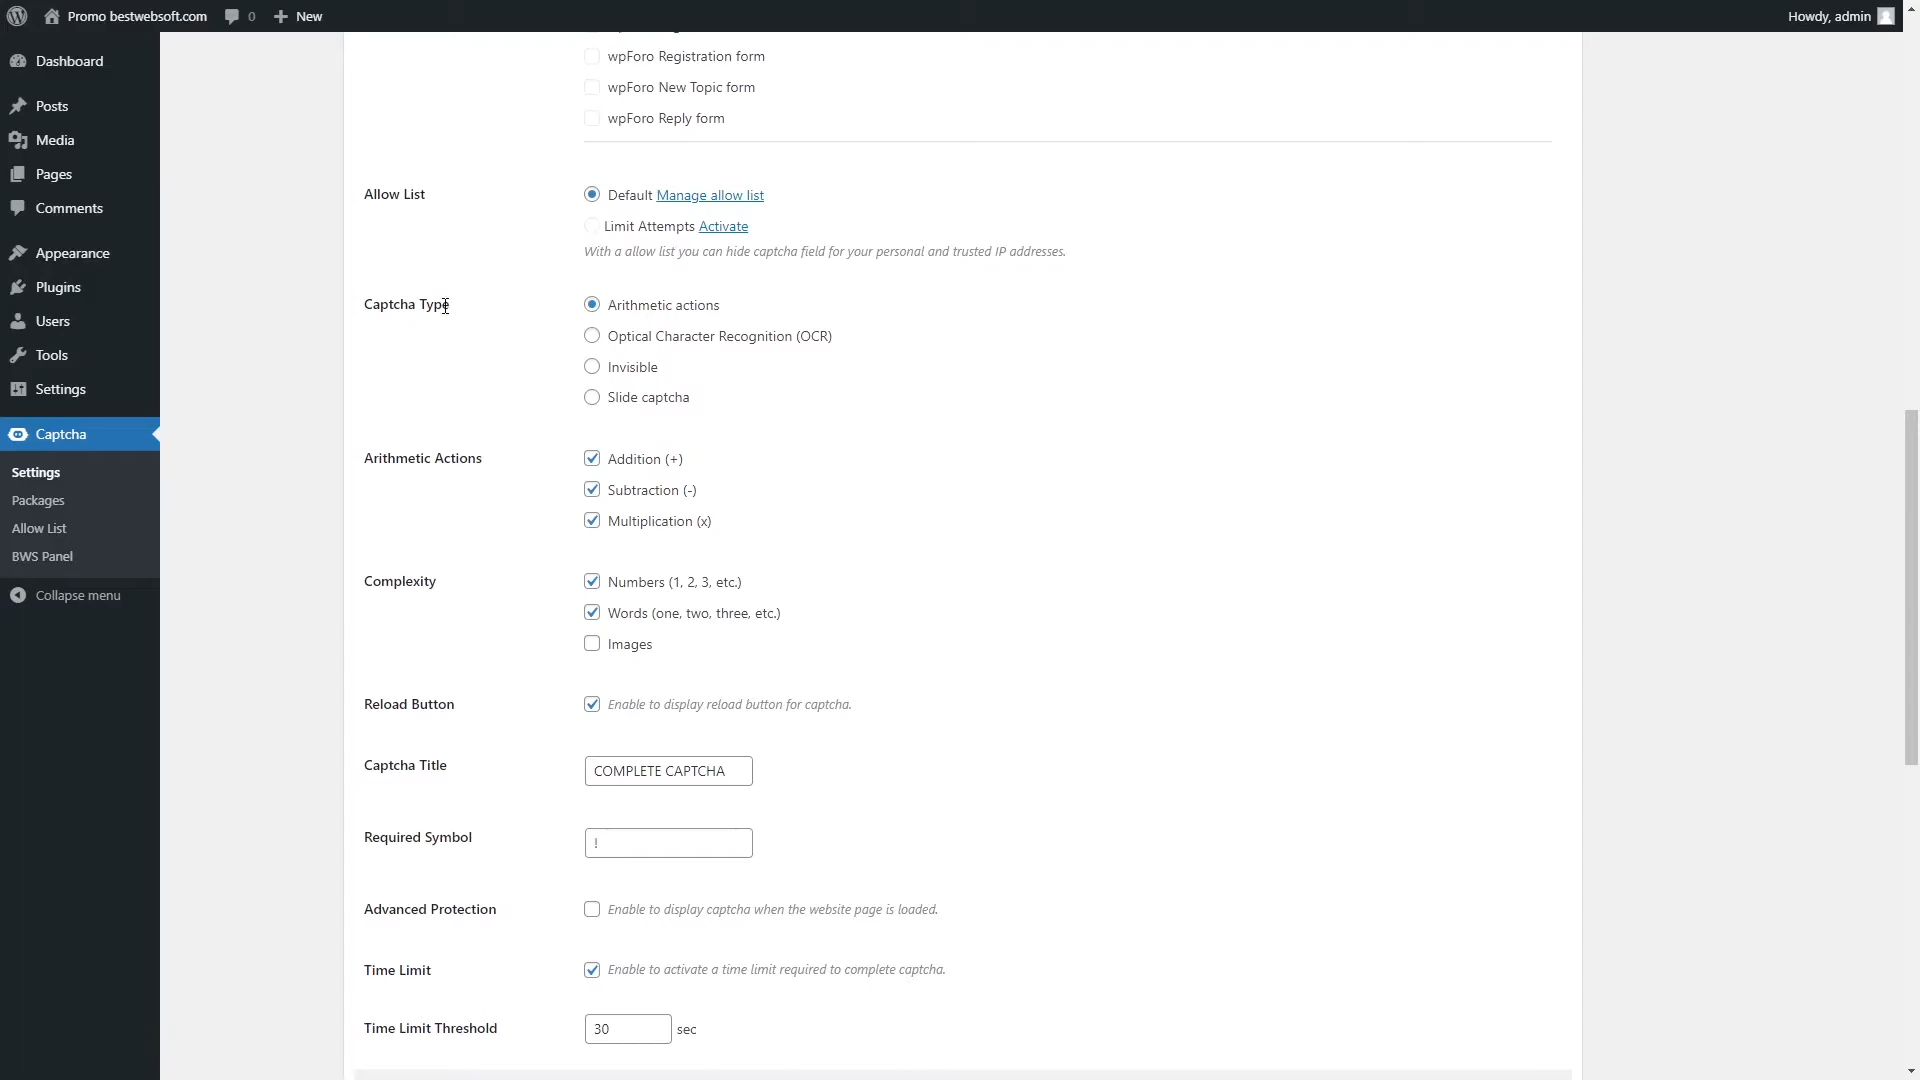 Promo bestwebsoft.com
0
New
Howdy, admin
Dashboard
Posts
Media
Pages
Comments
Appearance
Plugins
Users
Tools
Settings
Captcha
Settings
Packages
Allow List
BWS Panel
Collapse menu
wpForo Registration form
wpForo New Topic form
wpForo Reply form
Allow List
Default Manage allow list
Limit Attempts Activate
With a allow list you can hide captcha field for your personal and trusted IP addresses.
Captcha Type
Arithmetic actions
Optical Character Recognition (OCR)
Invisible
Slide captcha
Arithmetic Actions
Addition (+)
Subtraction (-)
Multiplication (x)
Complexity
Numbers (1, 2, 3, etc.)
Words (one, two, three, etc.)
Images
Reload Button
Enable to display reload button for captcha.
Captcha Title
COMPLETE CAPTCHA
Required Symbol
!
Advanced Protection
Enable to display captcha when the website page is loaded.
Time Limit
Enable to activate a time limit required to complete captcha.
Time Limit Threshold
30 sec